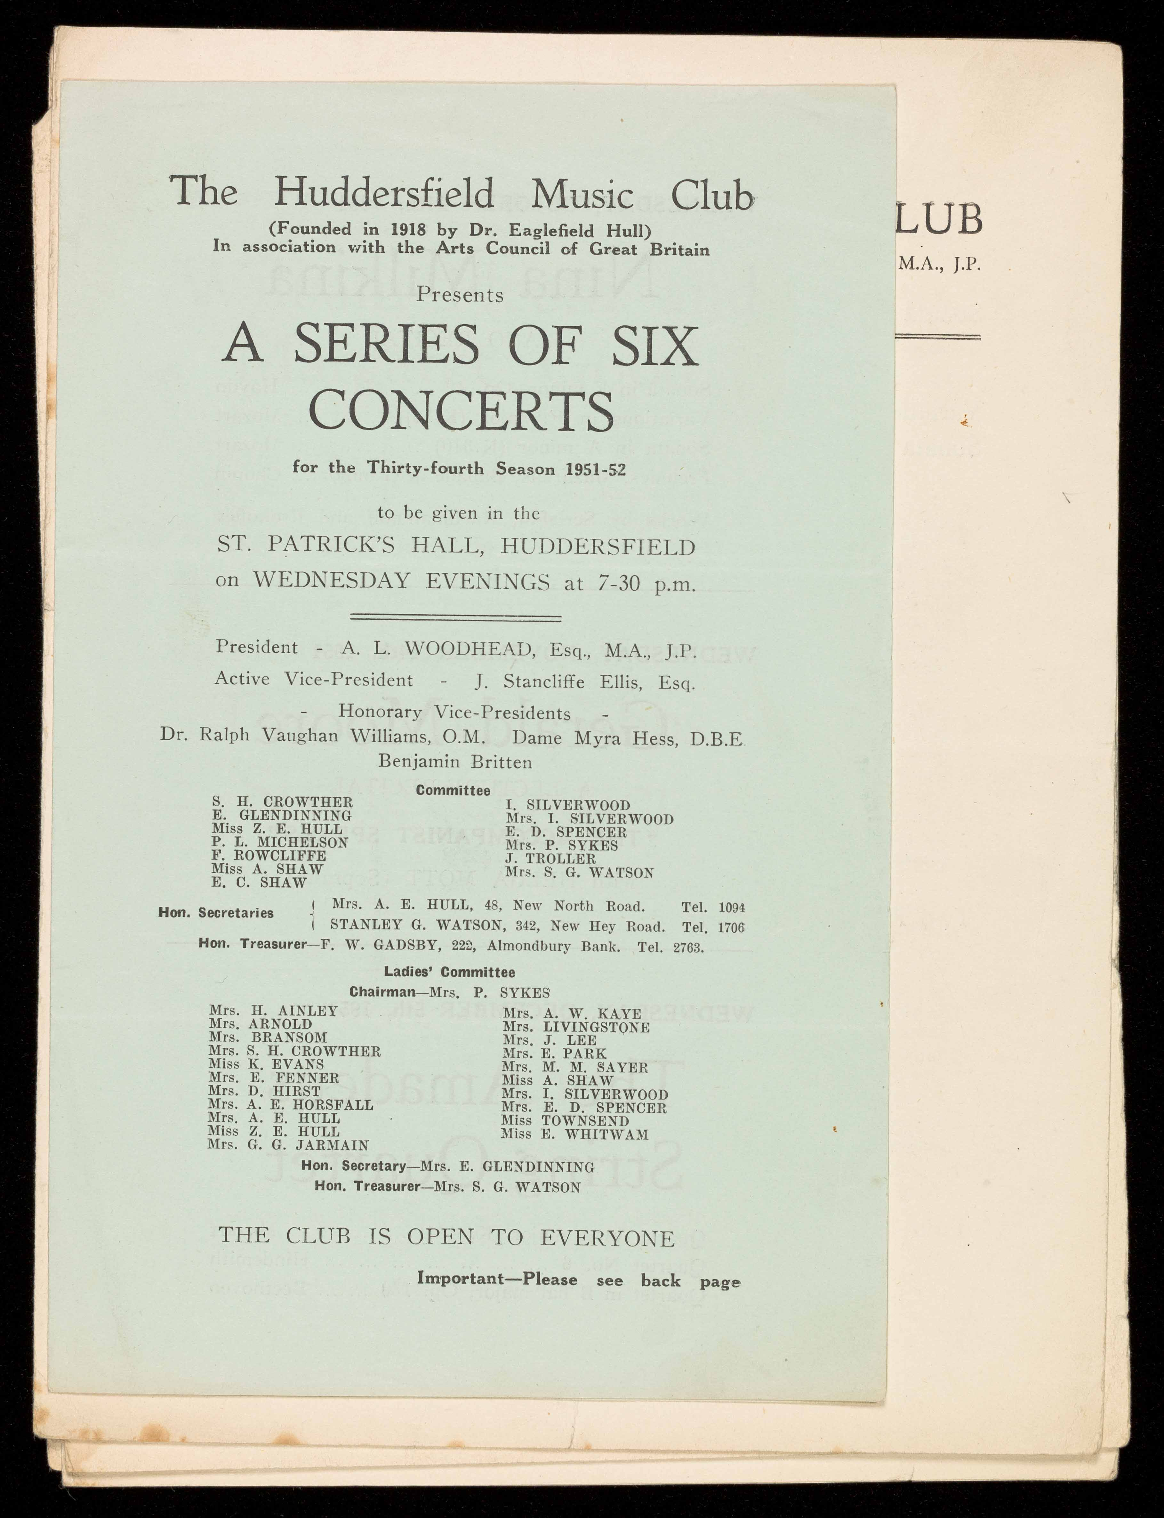 The Huddersfield Music Club
(Founded in 1918 by Dr. Eaglefield Hull)
In association with the Arts Council of Great Britain
Presents
A SERIES OF SIX
CONCERTS
for the Thirty-fourth Season 1951-52
to be given in the
ST. PATRICK'S HALL, HUDDERSFIELD
on WEDNESDAY EVENINGS at 7-30 p.m.
President - A. L. WOODHEAD, Esq., M.A., J.P.
Active Vice-President - J. Stancliffe Ellis, Esq.
- Honorary Vice-Presidents -
Dr. Ralph Vaughan Williams, O.M. Dame Myra Hess, D.B.E
Benjamin Britten
Committee
S. H. CROWTHER
E. GLENDINNING
Miss Z. E. HULL
P. L. MICHELSON
F. ROWCLIFFE
Miss A. SHAW
E. C. SHAW
I. SILVERWOOD
Mrs. I. SILVERWOOD
E. D. SPENCER
Mrs. P. SYKES
J. TROLLER
Mrs. S. G. WATSON
Hon. Secretaries { Mrs. A. E. HULL, 48, New North Road. Tel. 1094
STANLEY G. WATSON, 342, New Hey Road. Tel. 1706
Hon. Treasurer—F. W. GADSBY, 222, Almondbury Bank. Tel. 2763.
Ladies' Committee
Chairman—Mrs. P. SYKES
Mrs. H. AINLEY
Mrs. ARNOLD
Mrs. BRANSOM
Mrs. S. H. CROWTHER
Miss K. EVANS
Mrs. E. FENNER
Mrs. D. HIRST
Mrs. A. E. HORSFALL
Mrs. A. E. HULL
Miss Z. E. HULL
Mrs. G. G. JARMAIN
Mrs. A. W. KAYE
Mrs. LIVINGSTONE
Mrs. J. LEE
Mrs. E. PARK
Mrs. M. M. SAYER
Miss A. SHAW
Mrs. I. SILVERWOOD
Mrs. E. D. SPENCER
Miss TOWNSEND
Miss E. WHITWAM
Hon. Secretary—Mrs. E. GLENDINNING
Hon. Treasurer—Mrs. S. G. WATSON
THE CLUB IS OPEN TO EVERYONE
Important—Please see back page
LUB
M.A., J.P.